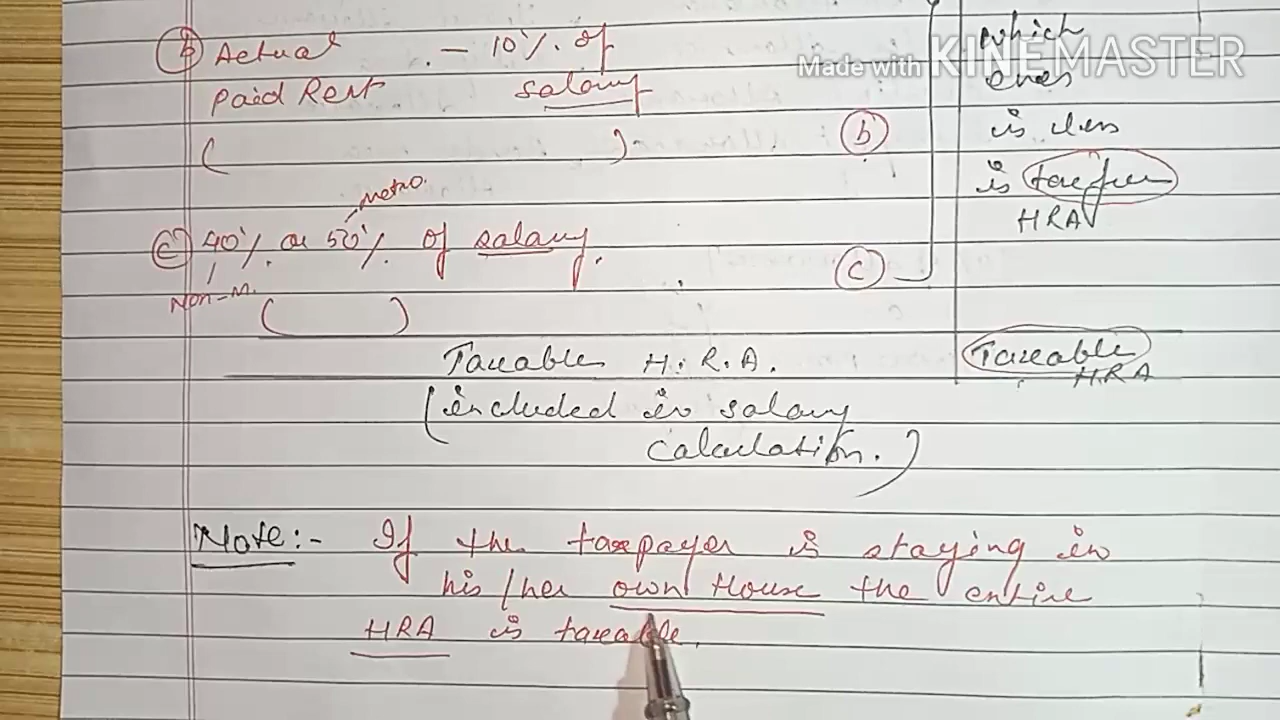 which
Made with KINEMASTER
ⓑ Actual - 10%. of
ever
Paid Rent salary
is less
( ) ⓑ
is tax free
Metro.
HRA
ⓒ 40%. or 50%. of salary.
ⓒ
Non-M.
( )
Taxable H.R.A. Taxable
HRA
(included in salary
calculation.)
Note:- If the taxpayer is staying in
his/her own House the entire
HRA is taxable.